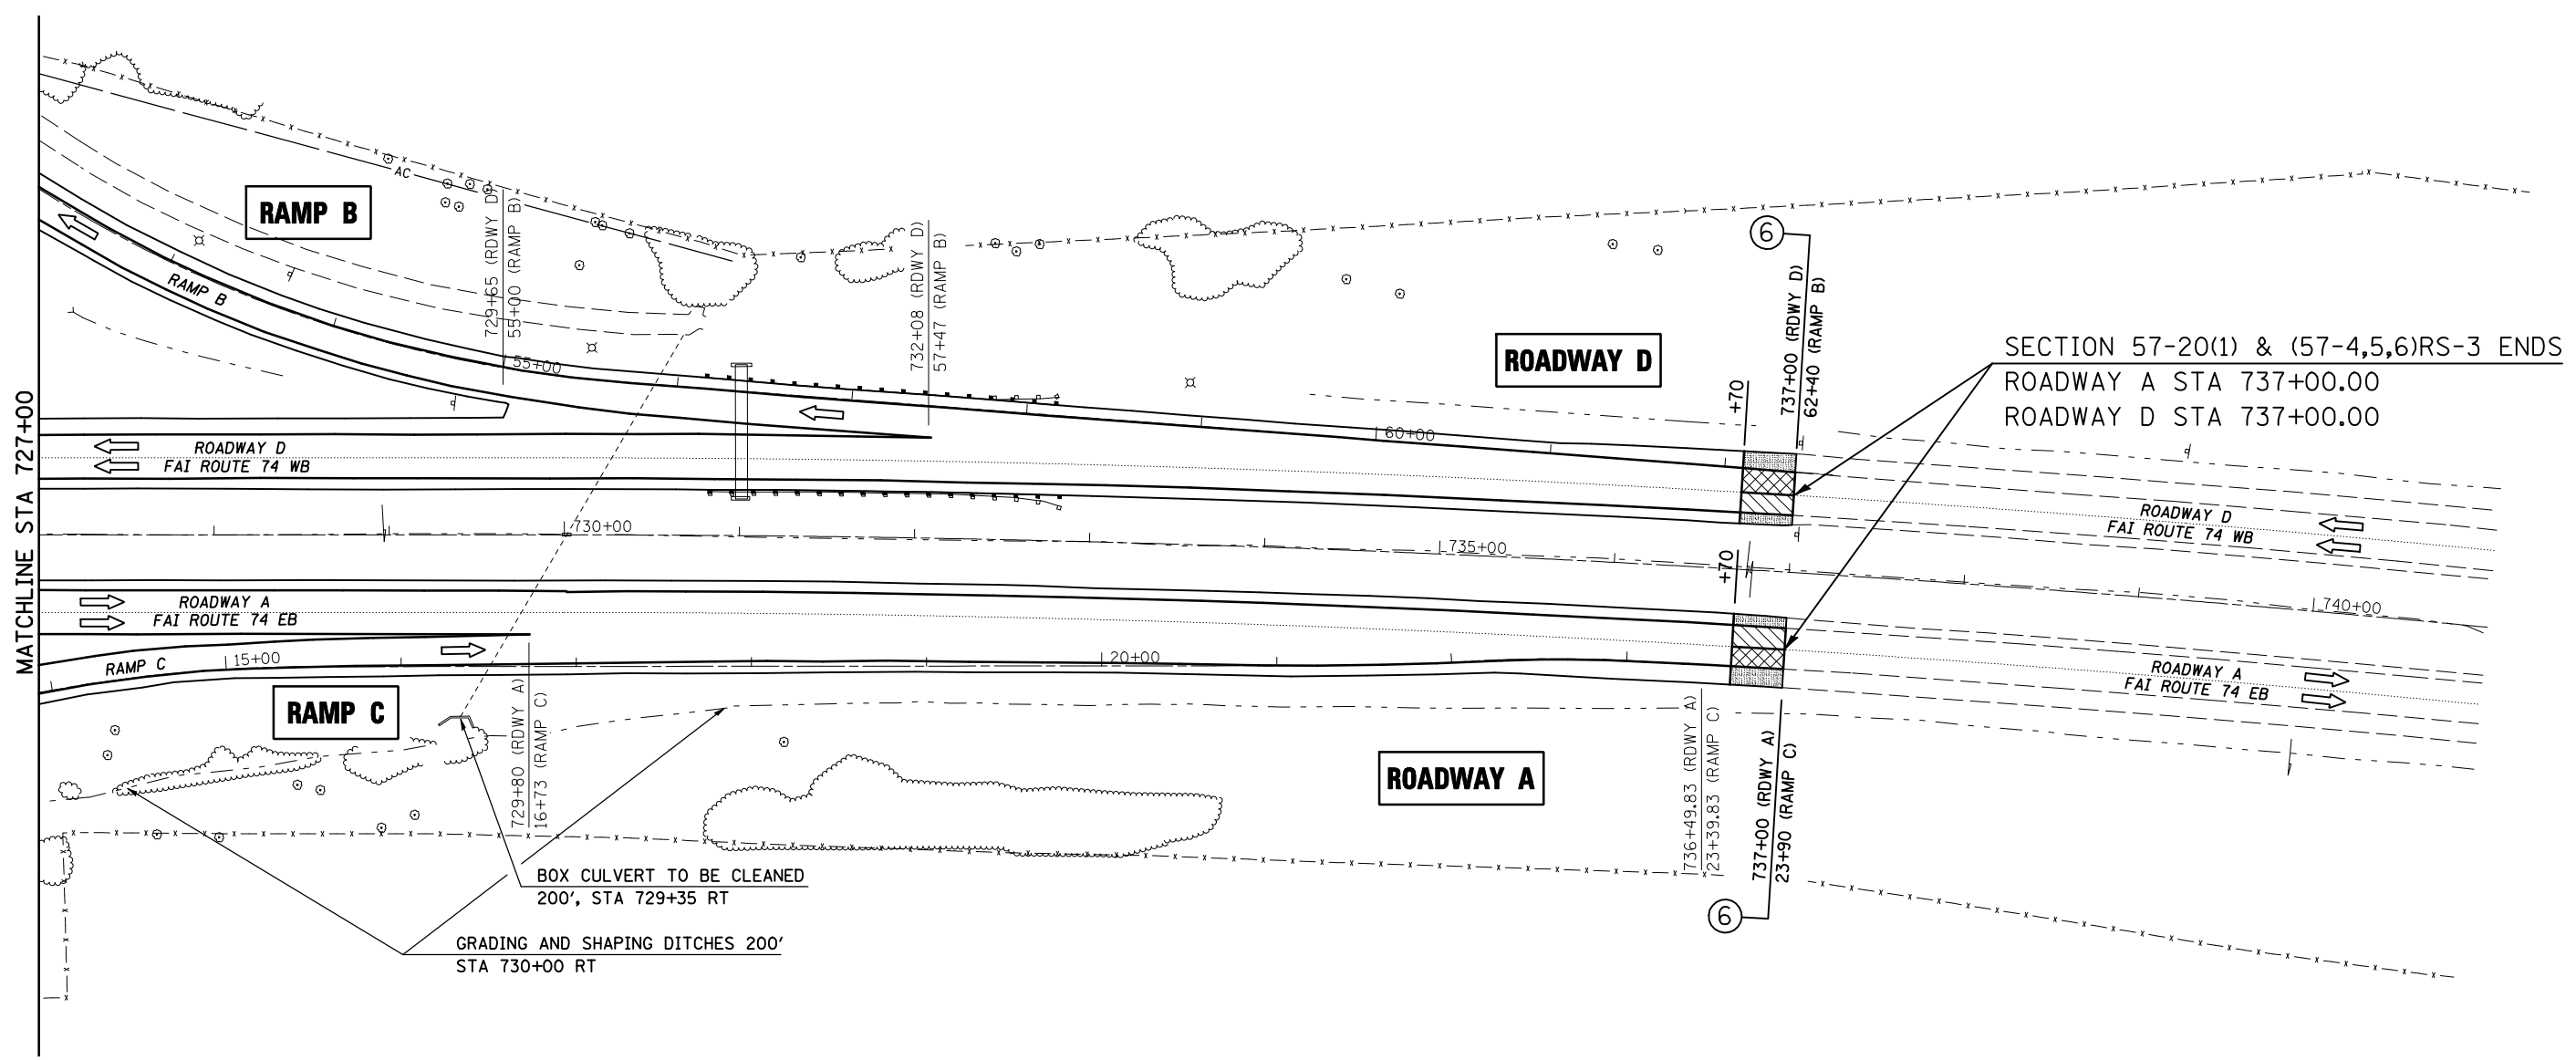 MATCHLINE STA 727+00
AC
RAMP B
RAMP B
729+65 (RDWY D)
55+00 (RAMP B)
55+00
732+08 (RDWY D)
57+47 (RAMP B)
6
737+00 (RDWY D)
62+40 (RAMP B)
+70
ROADWAY D
SECTION 57-20(1) & (57-4,5,6)RS-3 ENDS
ROADWAY A STA 737+00.00
ROADWAY D STA 737+00.00
60+00
ROADWAY D
FAI ROUTE 74 WB
730+00
735+00
740+00
ROADWAY D
FAI ROUTE 74 WB
+70
ROADWAY A
FAI ROUTE 74 EB
RAMP C
15+00
20+00
ROADWAY A
FAI ROUTE 74 EB
RAMP C
729+80 (RDWY A)
16+73 (RAMP C)
ROADWAY A
736+49.83 (RDWY A)
23+39.83 (RAMP C)
737+00 (RDWY A)
23+90 (RAMP C)
6
BOX CULVERT TO BE CLEANED
200', STA 729+35 RT
GRADING AND SHAPING DITCHES 200'
STA 730+00 RT